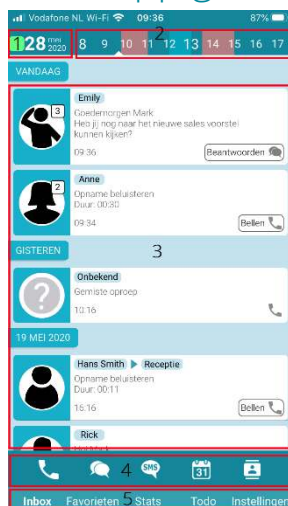 Vodafone NL Wi-Fi 09:36 87%
1 28 mei 2020 2 8 9 10 11 12 13 14 15 16 17
VANDAAG
Emily
3
Goedemorgen Mark
Heb jij nog naar het nieuwe sales voorstel
kunnen kijken?
09:36 Beantwoorden
Anne
2
Opname beluisteren
Duur: 00:30
09:34 Bellen
GISTEREN 3
Onbekend
Gemiste oproep
10:16
19 MEI 2020
Hans Smith Receptie
Opname beluisteren
Duur: 00:11
16:16 Bellen
Rick
4 SMS 31
Inbox Favorieten 5 Stats Todo Instellingen